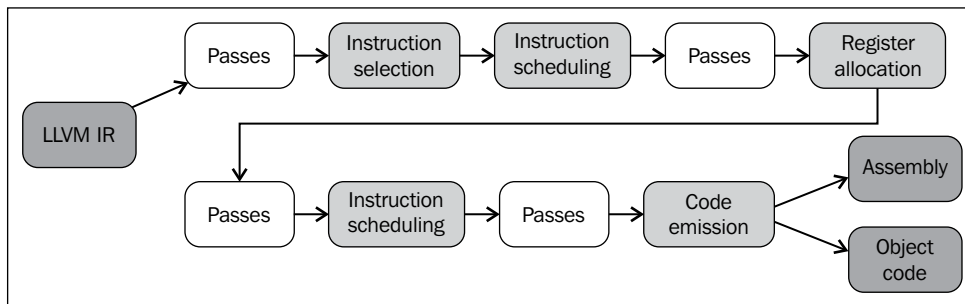 Passes
Instruction
selection
Instruction
scheduling
Passes
Register
allocation
LLVM IR
Passes
Instruction
scheduling
Passes
Code
emission
Assembly
Object
code